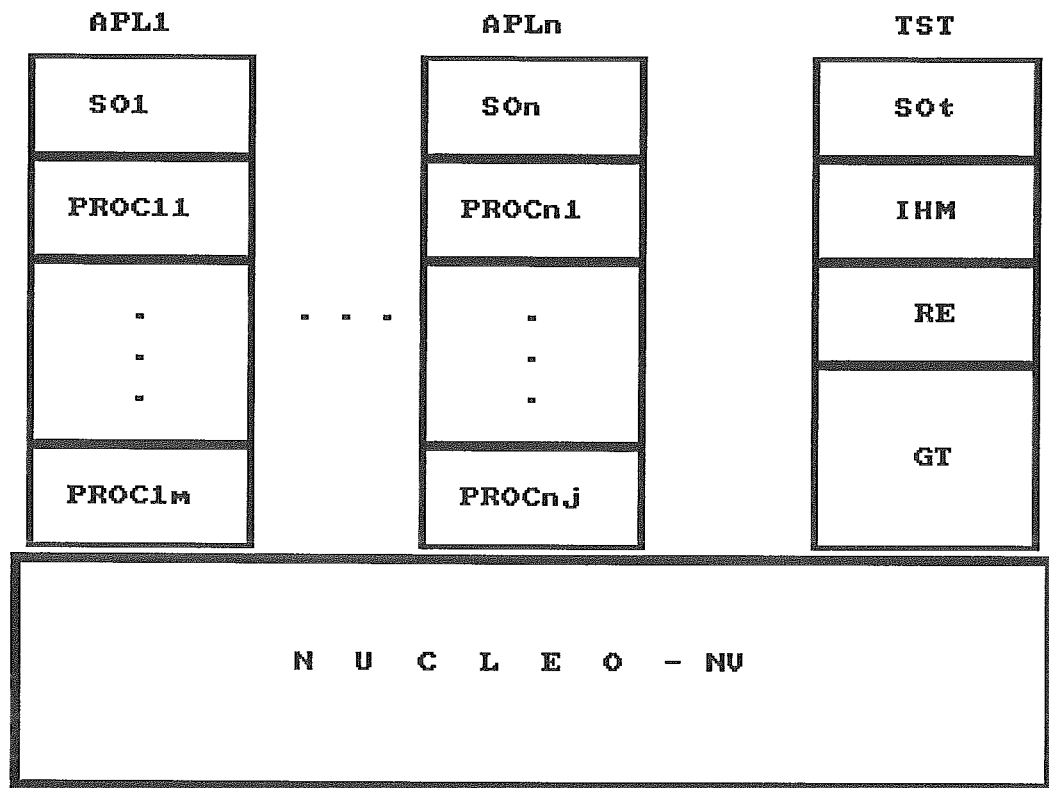 APL1 APLn TST
SO1 SOn SOt
PROC11 PROCn1 IHM
. . . . . RE
. .
. . GT
PROC1m PROCnj
N U C L E O - NV